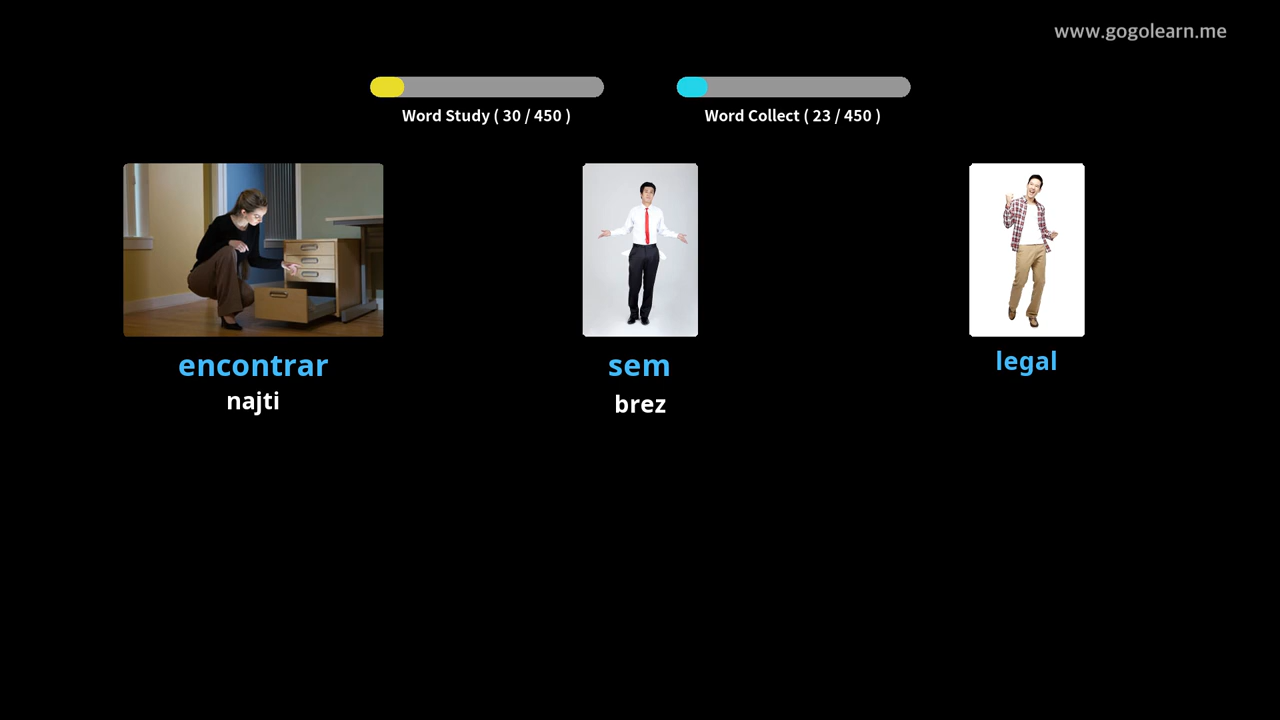 www.gogolearn.me
Word Study ( 30 / 450 )
Word Collect ( 23 / 450 )
encontrar
najti
sem
brez
legal